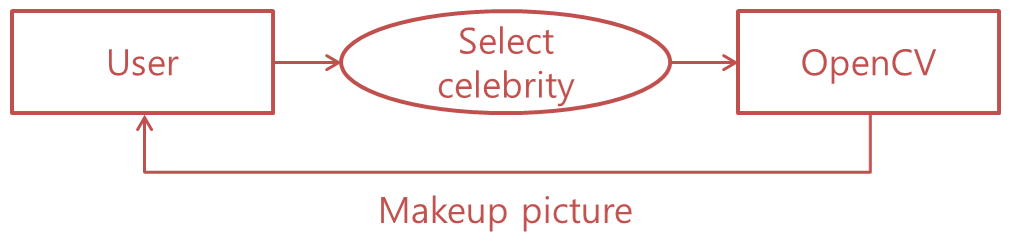 User
Select
celebrity
OpenCV
Makeup picture